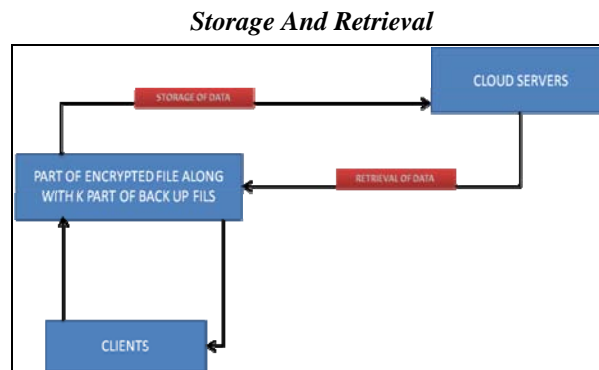 Storage And Retrieval
CLOUD SERVERS
STORAGE OF DATA
PART OF ENCRYPTED FILE ALONG
WITH K PART OF BACK UP FILS
RETRIEVAL OF DATA
CLIENTS